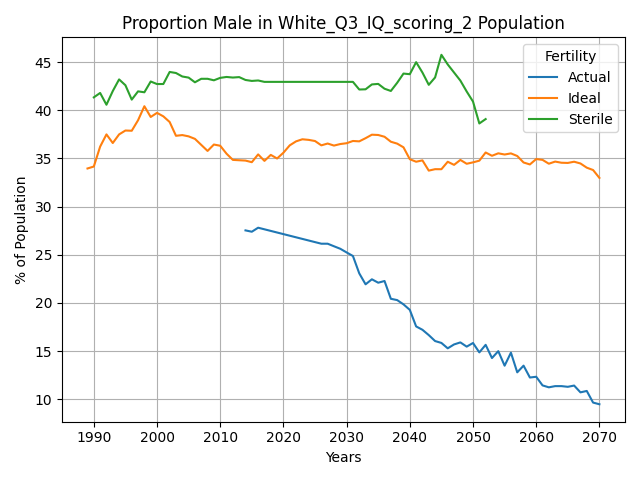 Proportion Male in White_Q3_IQ_scoring_2 Population
Fertility
Actual
Ideal
Sterile
% of Population
45
40
35
30
25
20
15
10
1990 2000 2010 2020 2030 2040 2050 2060 2070
Years